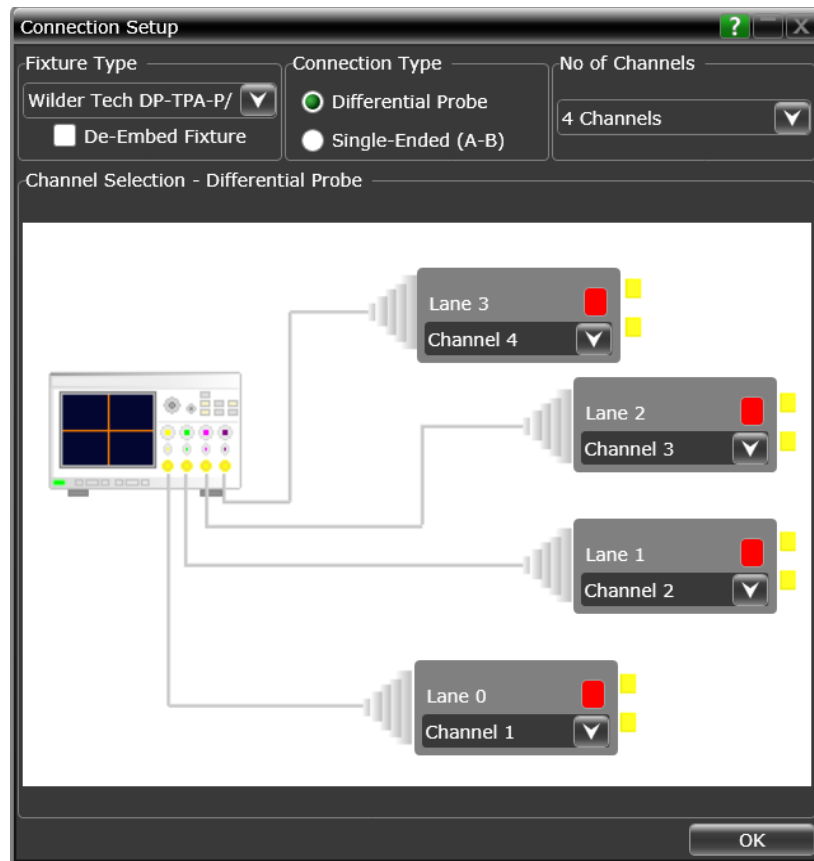 Connection Setup
?
X
Fixture Type
Wilder Tech DP-TPA-P/
De-Embed Fixture
Connection Type
Differential Probe
Single-Ended (A-B)
No of Channels
4 Channels
Channel Selection - Differential Probe
Lane 3
Channel 4
Lane 2
Channel 3
Lane 1
Channel 2
Lane 0
Channel 1
OK